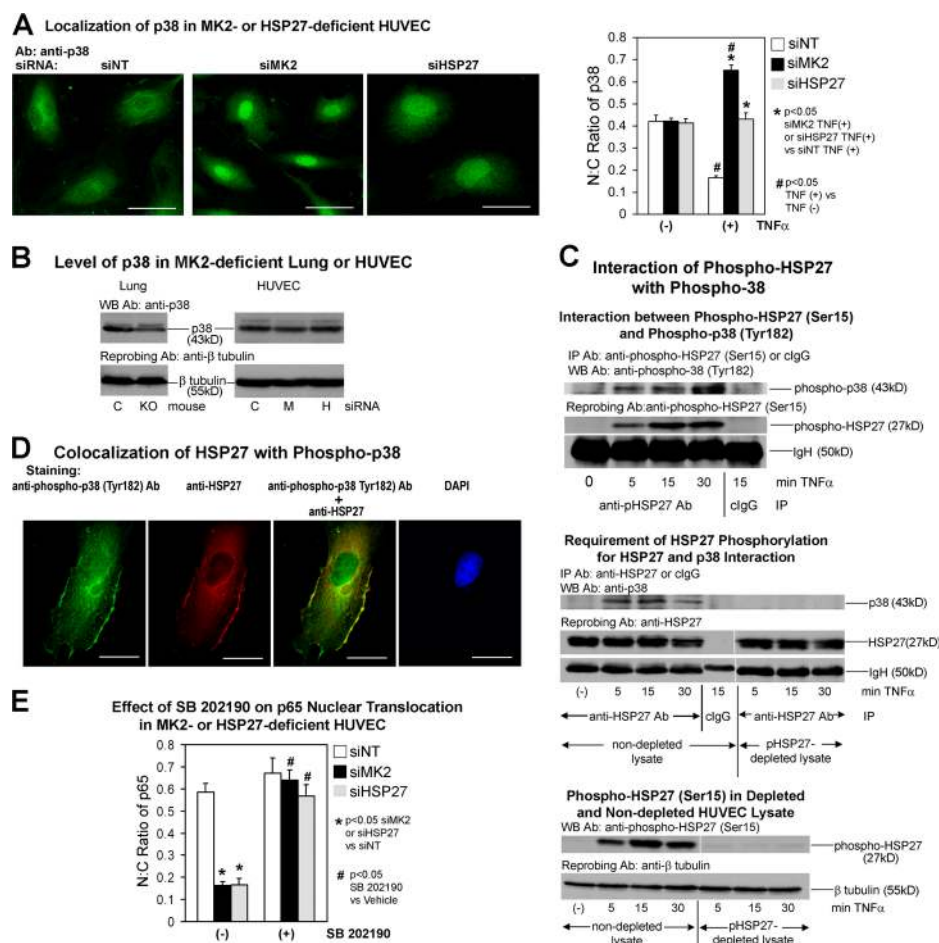 A Localization of p38 in MK2- or HSP27-deficient HUVEC
Ab: anti-p38
siRNA: siNT siMK2 siHSP27
N:C Ratio of p38
0.8
0.7
0.6
0.5
0.4
0.3
0.2
0.1
0
(-) (+) TNFα
siNT
siMK2
siHSP27
# * * #
* p<0.05
siMK2 TNF(+)
or siHSP27 TNF(+)
vs siNT TNF (+)
# p<0.05
TNF (+) vs
TNF (-)
B Level of p38 in MK2-deficient Lung or HUVEC
Lung HUVEC
WB Ab: anti-p38
p38
(43kD)
Reprobing Ab: anti-β tubulin
β tubulin
(55kD)
C KO mouse C M H siRNA
C Interaction of Phospho-HSP27
with Phospho-38
Interaction between Phospho-HSP27 (Ser15)
and Phospho-p38 (Tyr182)
IP Ab: anti-phospho-HSP27 (Ser15) or cIgG
WB Ab: anti-phospho-38 (Tyr182)
phospho-p38 (43kD)
Reprobing Ab:anti-phospho-HSP27 (Ser15)
phospho-HSP27 (27kD)
IgH (50kD)
0 5 15 30 15 min TNFα
anti-pHSP27 Ab cIgG IP
Requirement of HSP27 Phosphorylation
for HSP27 and p38 Interaction
IP Ab: anti-HSP27 or cIgG
WB Ab: anti-p38
p38 (43kD)
Reprobing Ab: anti-HSP27
HSP27(27kD)
IgH (50kD)
(-) 5 15 30 15 5 15 30 min TNFα
anti-HSP27 Ab cIgG anti-HSP27 Ab IP
non-depleted
lysate
pHSP27-
depleted lysate
Phospho-HSP27 (Ser15) in Depleted
and Non-depleted HUVEC Lysate
WB Ab: anti-phospho-HSP27 (Ser15)
phospho-HSP27
(27kD)
Reprobing Ab: anti-β tubulin
β tubulin (55kD)
(-) 5 15 30 5 15 30 min TNFα
non-depleted
lysate
pHSP27-
depleted lysate
D Colocalization of HSP27 with Phospho-p38
Staining:
anti-phospho-p38 (Tyr182) Ab anti-HSP27 anti-phospho-p38 Tyr182) Ab DAPI
+
anti-HSP27
E Effect of SB 202190 on p65 Nuclear Translocation
in MK2- or HSP27-deficient HUVEC
N:C Ratio of p65
0.8
0.7
0.6
0.5
0.4
0.3
0.2
0.1
0
* * # #
(-) (+) SB 202190
siNT
siMK2
siHSP27
* p<0.05 siMK2
or siHSP27
vs siNT
# p<0.05
SB 202190
vs Vehicle